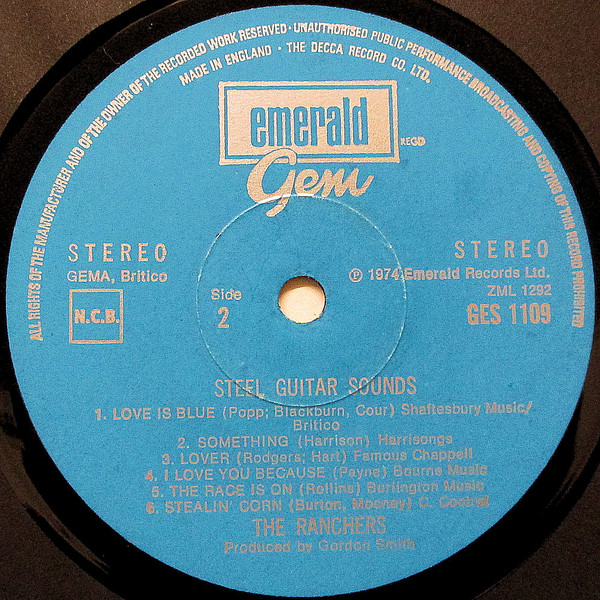 ALL RIGHTS OF THE MANUFACTURER AND OF THE OWNER OF THE RECORDED WORK RESERVED · UNAUTHORISED PUBLIC PERFORMANCE BROADCASTING AND COPYING OF THIS RECORD PROHIBITED
MADE IN ENGLAND · THE DECCA RECORD CO. LTD.
emerald
REGD
Gem
STEREO
GEMA, Britico
N.C.B.
Side
2
STEREO
Ⓟ 1974 Emerald Records Ltd.
ZML 1292
GES 1109
STEEL GUITAR SOUNDS
1. LOVE IS BLUE (Popp; Blackburn, Cour) Shaftesbury Music/
Britico
2. SOMETHING (Harrison) Harrisongs
3. LOVER (Rodgers; Hart) Famous Chappell
4. I LOVE YOU BECAUSE (Payne) Bourne Music
5. THE RACE IS ON (Rollins) Burlington Music
6. STEALIN' CORN (Burton, Mooney) C. Connell
THE RANCHERS
Produced by Gordon Smith